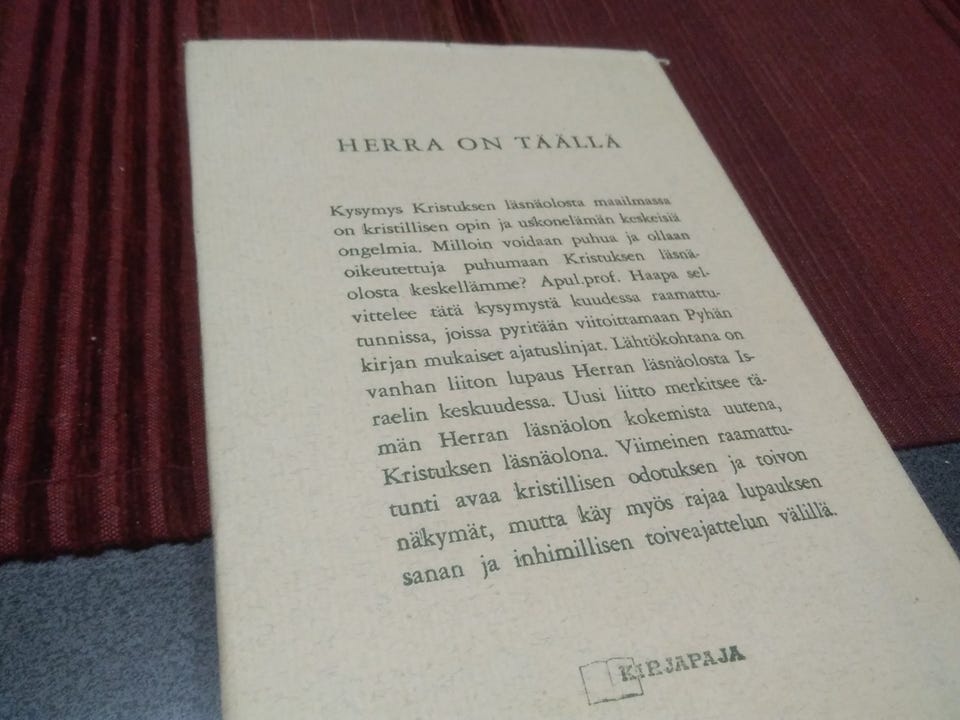 HERRA ON TÄÄLLÄ
Kysymys Kristuksen läsnäolosta maailmassa
on kristillisen opin ja uskonelämän keskeisiä
ongelmia. Milloin voidaan puhua ja ollaan
oikeutettuja puhumaan Kristuksen läsnä-
olosta keskellämme? Apul.prof. Haapa sel-
vittelee tätä kysymystä kuudessa raamattu-
tunnissa, joissa pyritään viitoittamaan Pyhän
kirjan mukaiset ajatuslinjat. Lähtökohtana on
vanhan liiton lupaus Herran läsnäolosta Is-
raelin keskuudessa. Uusi liitto merkitsee tä-
män Herran läsnäolon kokemista uutena,
Kristuksen läsnäolona. Viimeinen raamattu-
tunti avaa kristillisen odotuksen ja toivon
näkymät, mutta käy myös rajaa lupauksen
sanan ja inhimillisen toiveajattelun välillä.
KIRJAPAJA